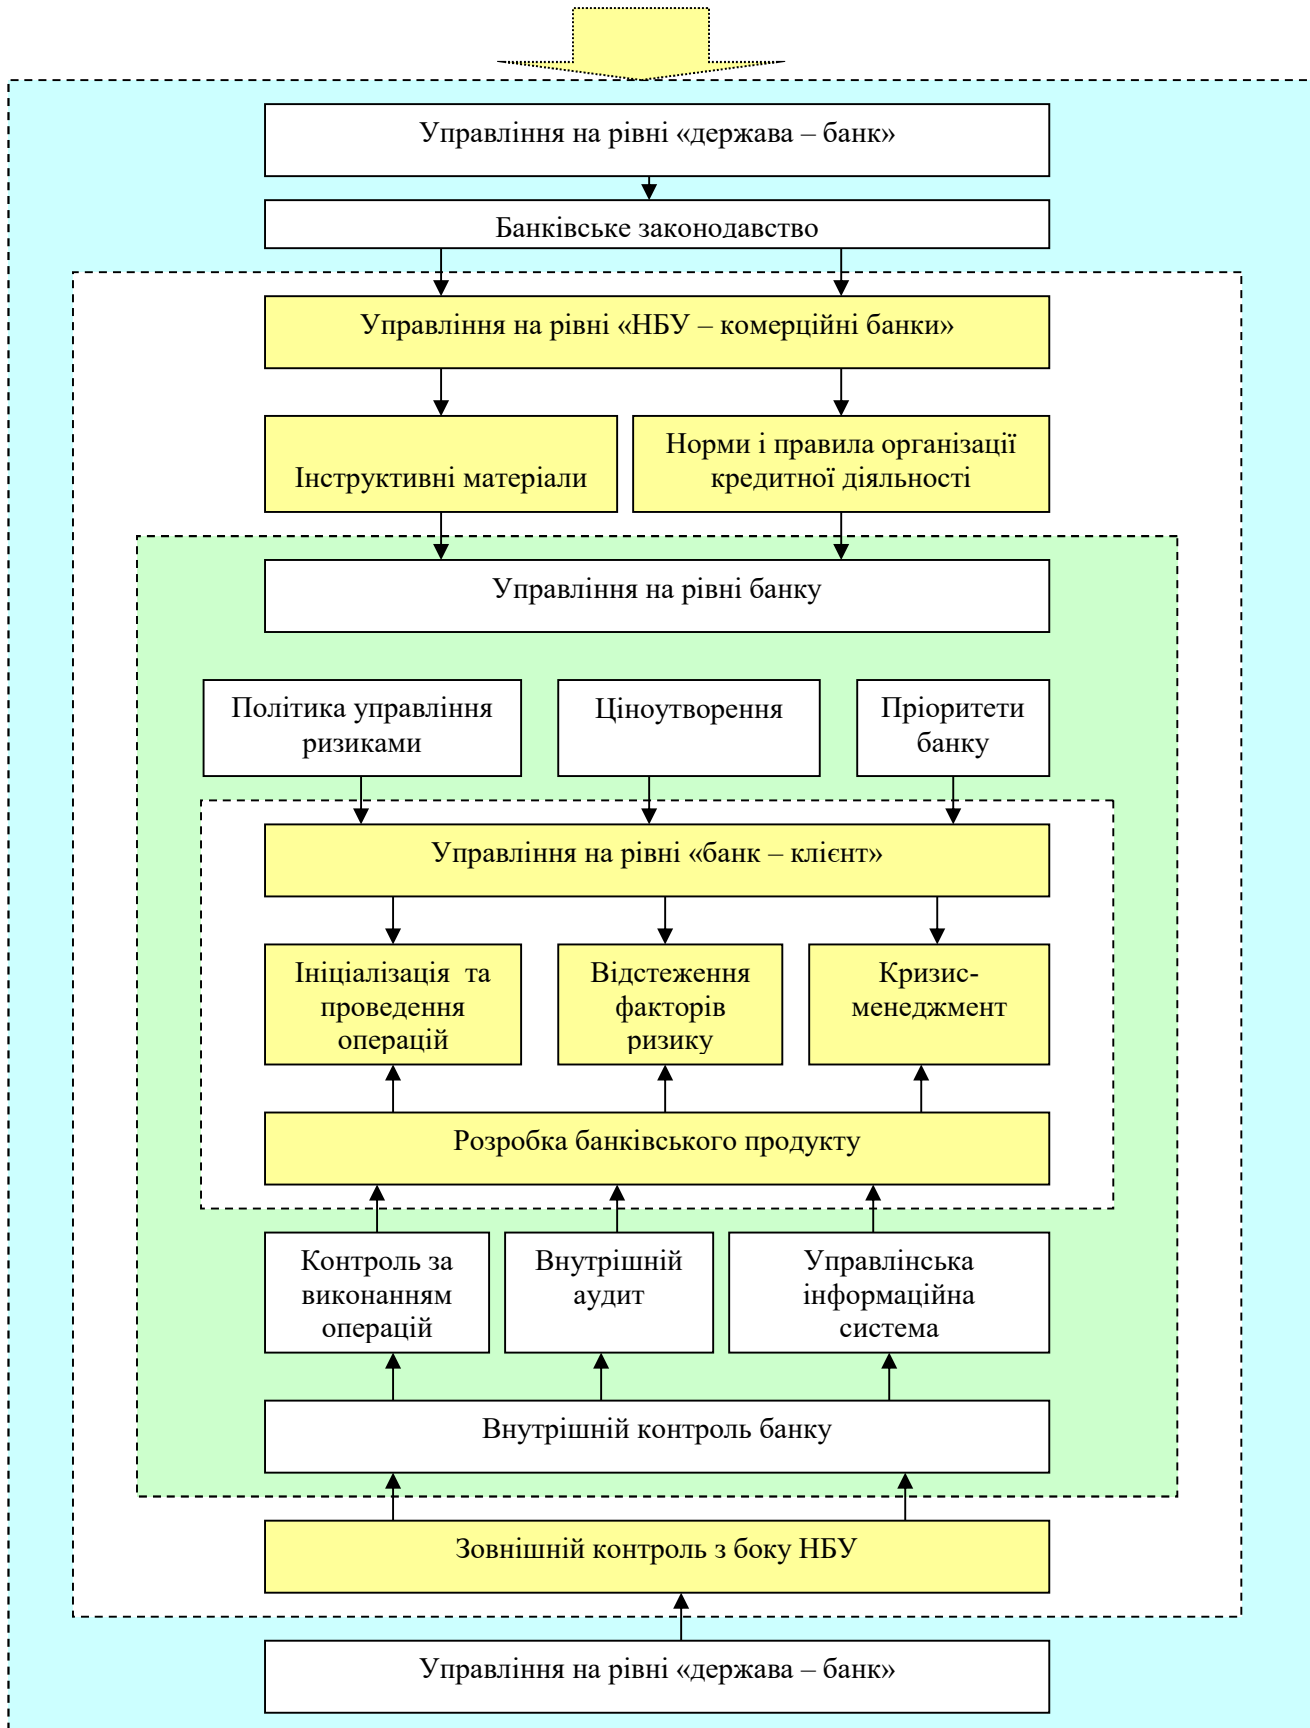 Управління на рівні «держава – банк»
Банківське законодавство
Управління на рівні «НБУ – комерційні банки»
Інструктивні матеріали
Норми і правила організації
кредитної діяльності
Управління на рівні банку
Політика управління
ризиками
Ціноутворення
Пріоритети
банку
Управління на рівні «банк – клієнт»
Ініціалізація та
проведення
операцій
Відстеження
факторів
ризику
Кризис-
менеджмент
Розробка банківського продукту
Контроль за
виконанням
операцій
Внутрішній
аудит
Управлінська
інформаційна
система
Внутрішній контроль банку
Зовнішній контроль з боку НБУ
Управління на рівні «держава – банк»